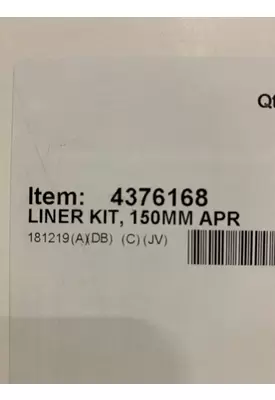 Qt
Item: 4376168
LINER KIT, 150MM APR
181219(A)(DB) (C)(JV)